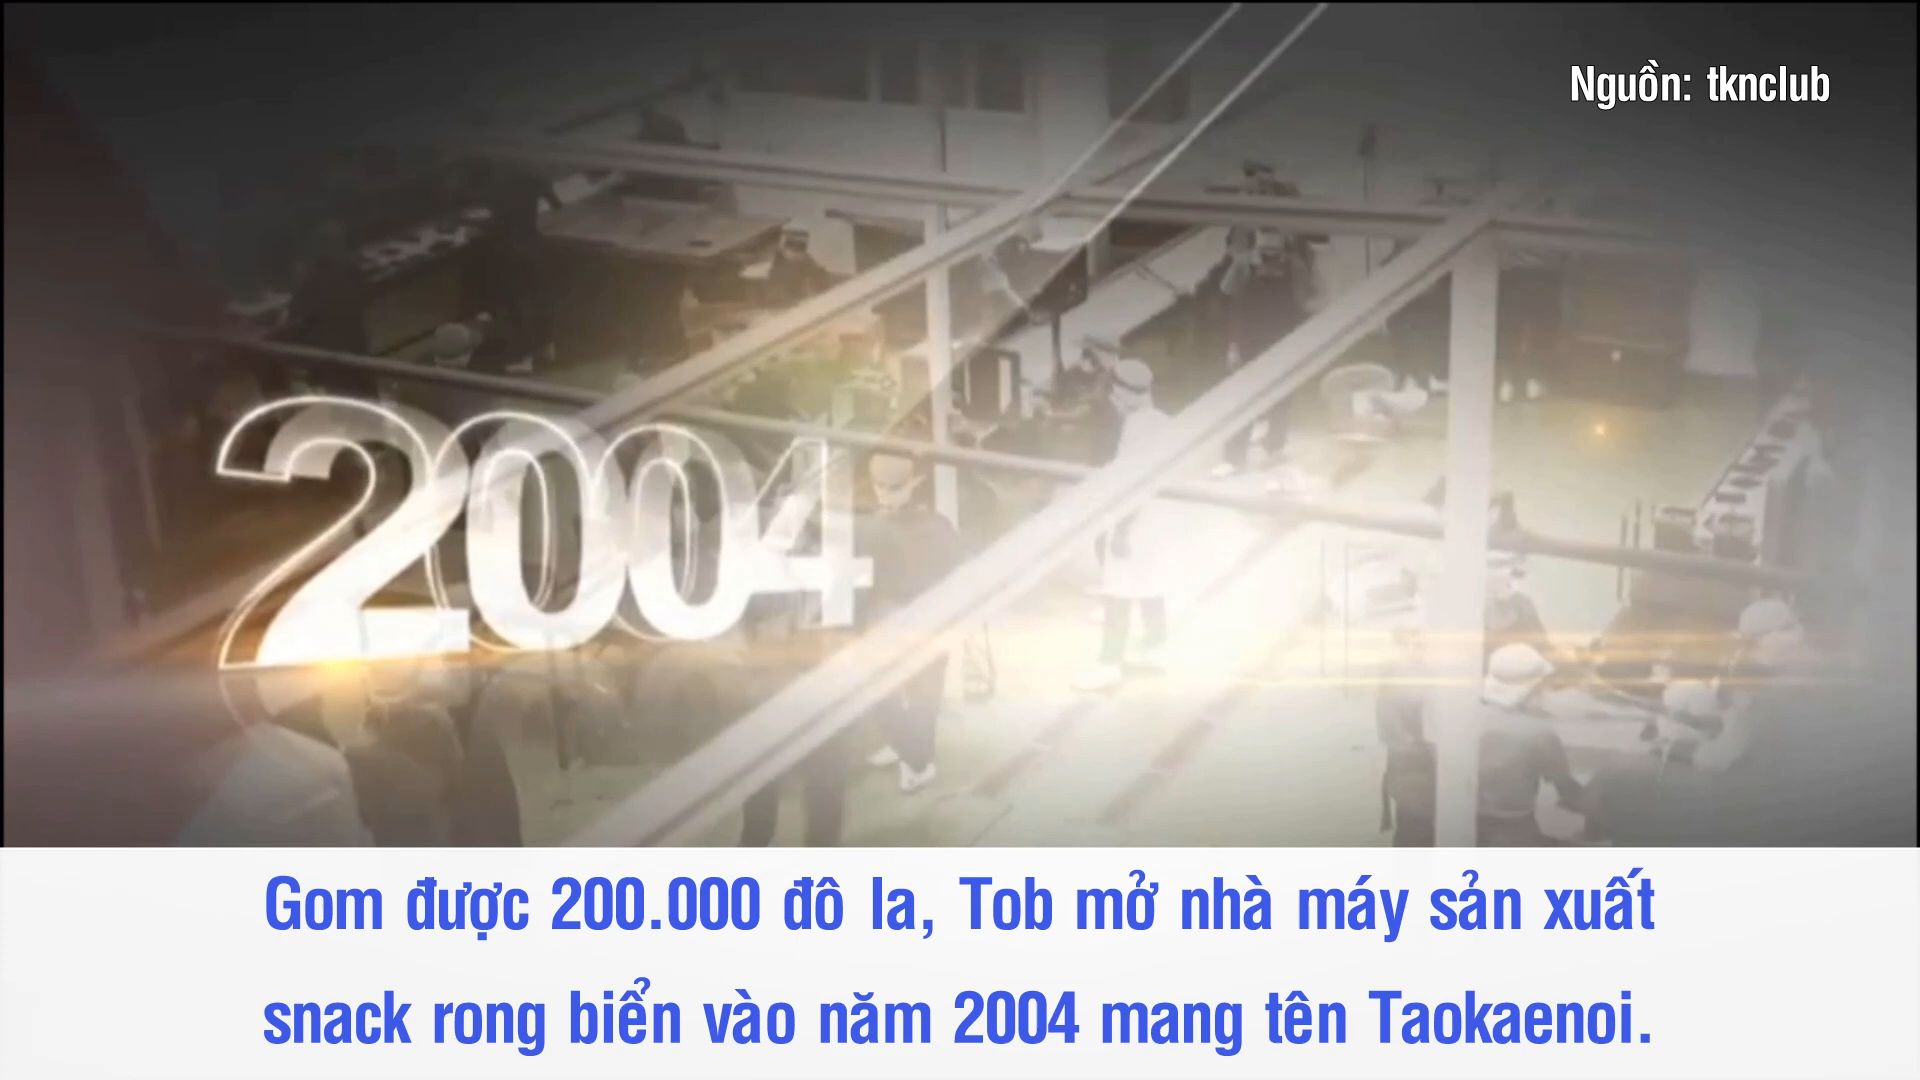 Nguồn: tknclub
2004
Gom được 200.000 đô la, Tob mở nhà máy sản xuất
snack rong biển vào năm 2004 mang tên Taokaenoi.